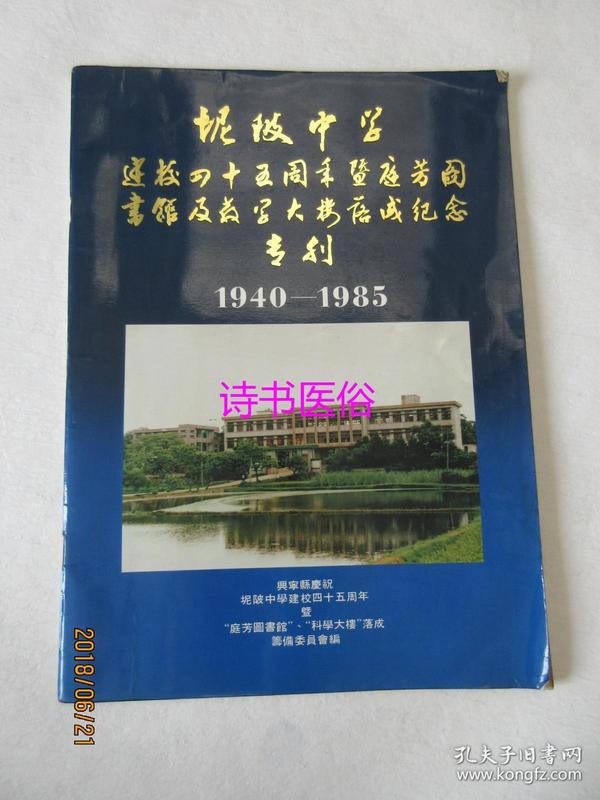 坭陂中学
建校四十五周年暨庭芳图
书馆及教学大楼落成纪念
专刊
1940—1985
诗书医俗
興寧縣慶祝
坭陂中學建校四十五周年
暨
“庭芳圖書館”、“科學大樓”落成
籌備委員會編
2018/06/21
孔夫子旧书网
www.kongfz.com